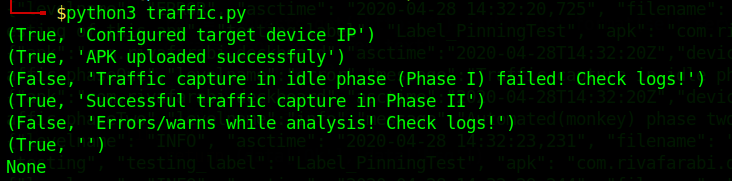 $python3 traffic.py
(True, 'Configured target device IP')
(True, 'APK uploaded successfuly')
(False, 'Traffic capture in idle phase (Phase I) failed! Check logs!')
(True, 'Successful traffic capture in Phase II')
(False, 'Errors/warns while analysis! Check logs!')
(True, '')
None